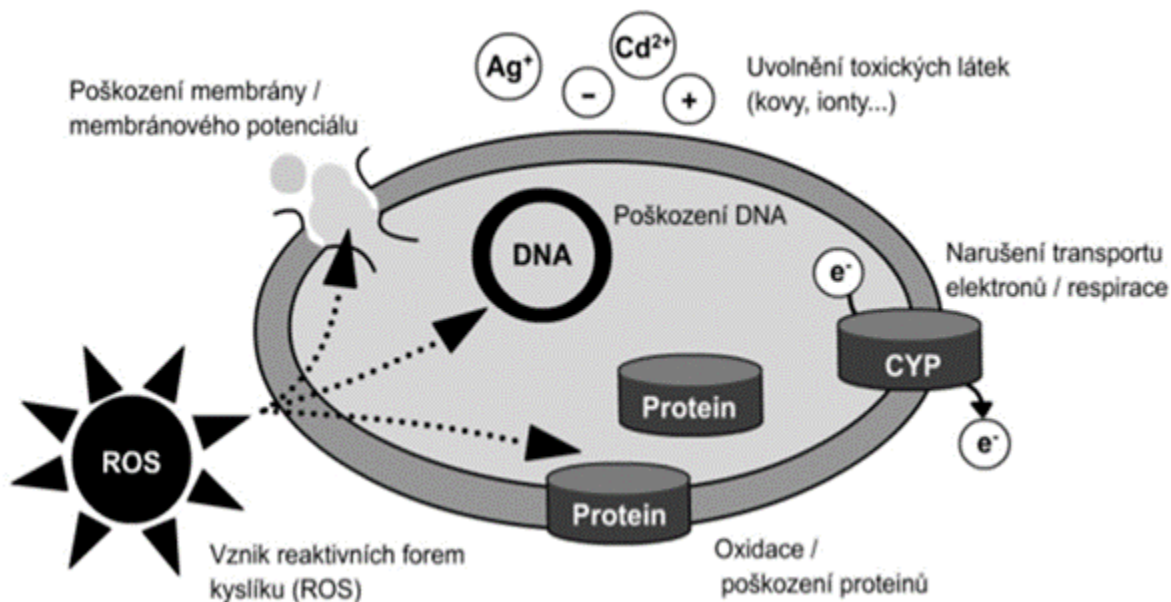 Ag⁺
Cd²⁺
−
+
Uvolnění toxických látek
(kovy, ionty...)
Poškození membrány /
membránového potenciálu
DNA
Poškození DNA
e⁻
Narušení transportu
elektronů / respirace
CYP
e⁻
Protein
Protein
ROS
Vznik reaktivních forem
kyslíku (ROS)
Oxidace /
poškození proteinů